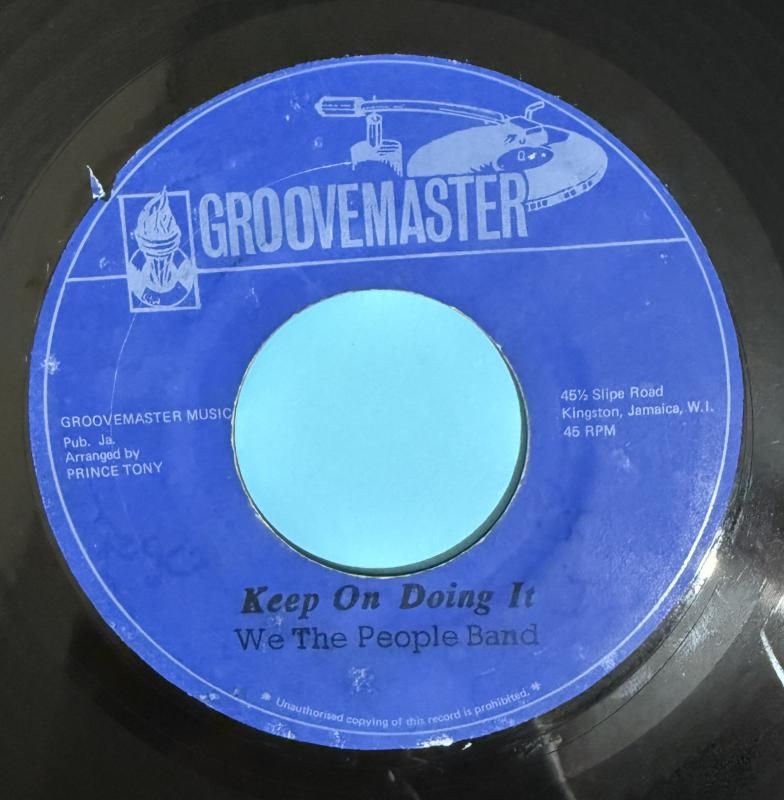 GROOVEMASTER
GROOVEMASTER MUSIC
Pub. Ja.
Arranged by
PRINCE TONY
45½ Slipe Road
Kingston, Jamaica, W.I.
45 RPM
Keep On Doing It
We The People Band
* Unauthorised copying of this record is prohibited. *